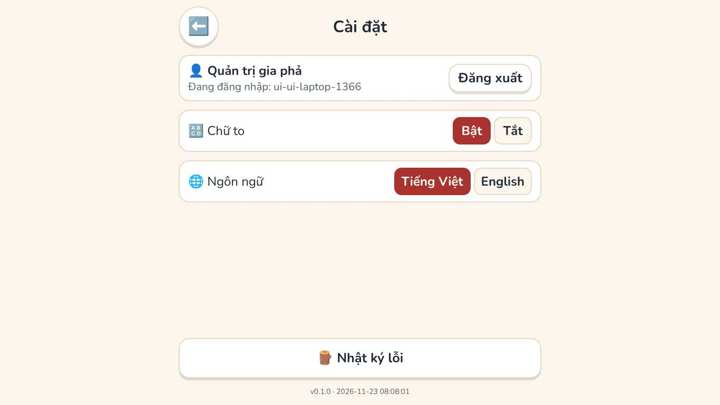 Cài đặt
Quản trị gia phả
Đang đăng nhập: ui-ui-laptop-1366
Đăng xuất
Chữ to
Bật
Tắt
Ngôn ngữ
Tiếng Việt
English
Nhật ký lỗi
v0.1.0 · 2026-11-23 08:08:01